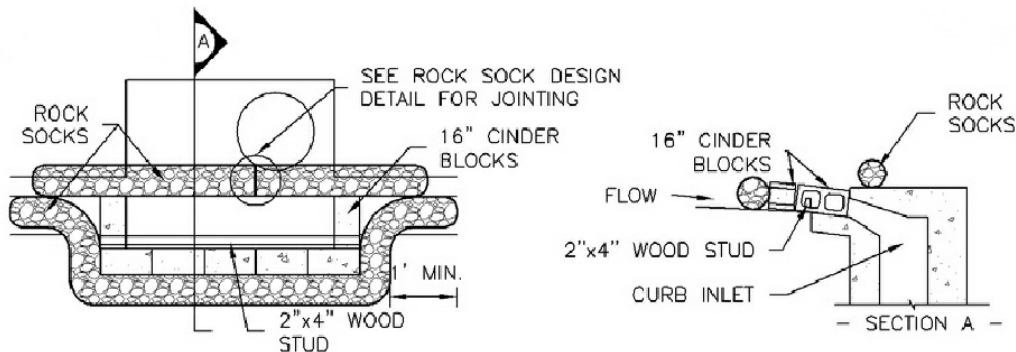 A
SEE ROCK SOCK DESIGN
DETAIL FOR JOINTING
ROCK
SOCKS
16" CINDER
BLOCKS
1' MIN.
2"x4" WOOD
STUD
ROCK
SOCKS
16" CINDER
BLOCKS
FLOW
2"x4" WOOD STUD
CURB INLET
- SECTION A -